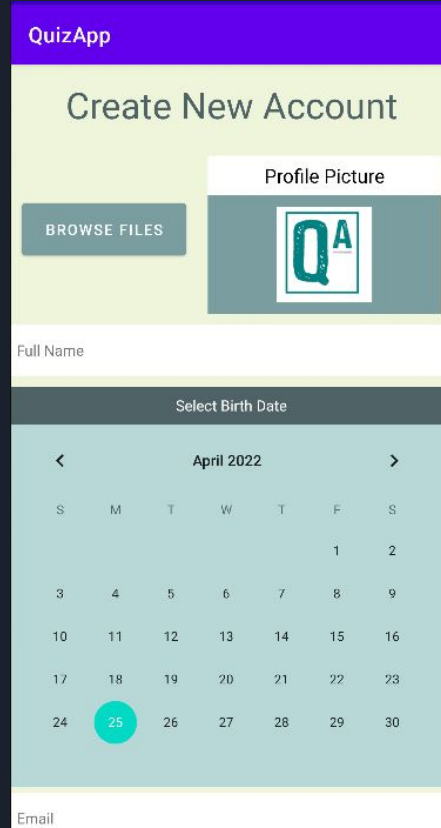 QuizApp
Create New Account
Profile Picture
BROWSE FILES
QA
Full Name
Select Birth Date
April 2022
S M T W T F S
1 2
3 4 5 6 7 8 9
10 11 12 13 14 15 16
17 18 19 20 21 22 23
24 25 26 27 28 29 30
Email